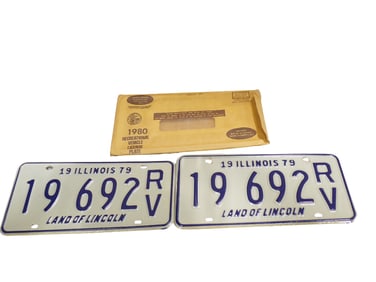 1980
RECREATIONAL
VEHICLE
LICENSE
PLATE
19 ILLINOIS 79
19 692 RV
LAND OF LINCOLN
19 ILLINOIS 79
19 692 RV
LAND OF LINCOLN